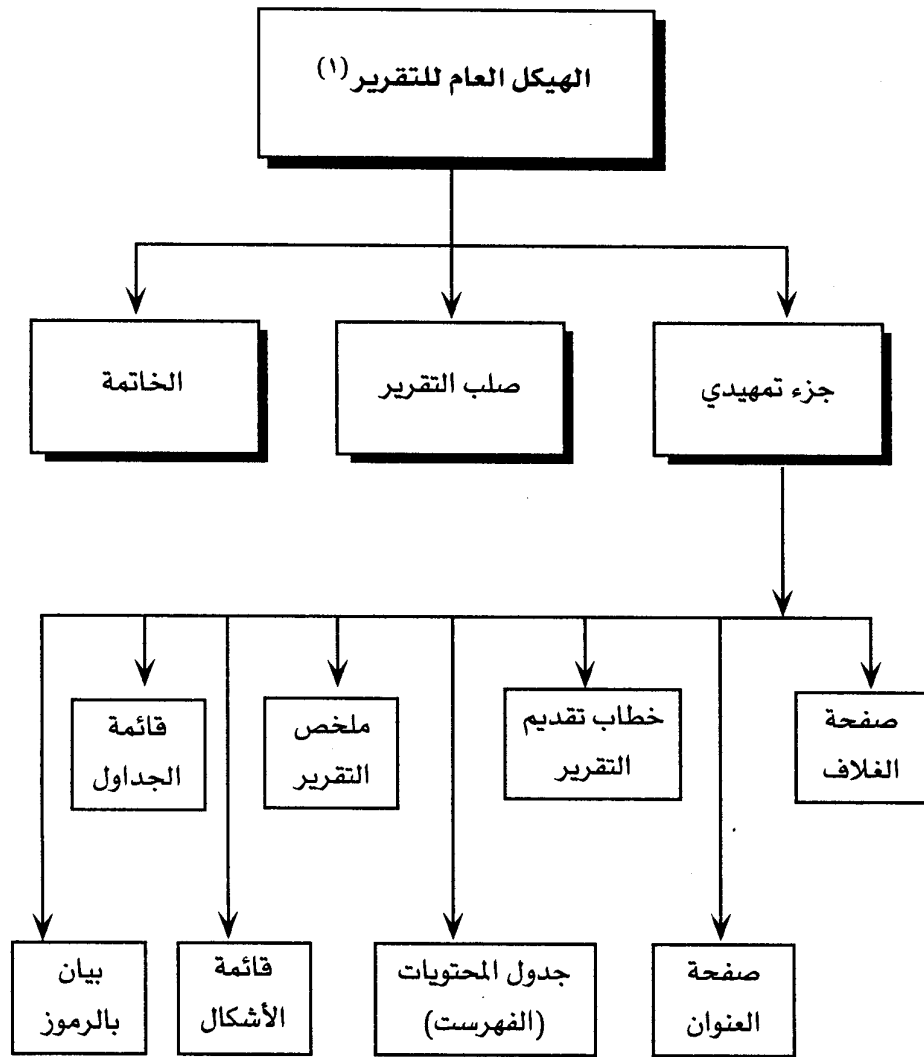 الهيكل العام للتقرير (١)
جزء تمهيدي
صلب التقرير
الخاتمة
صفحة
الغلاف
خطاب تقديم
التقرير
ملخص
التقرير
قائمة
الجداول
صفحة
العنوان
جدول المحتويات
(الفهرست)
قائمة
الأشكال
بيان
بالرموز